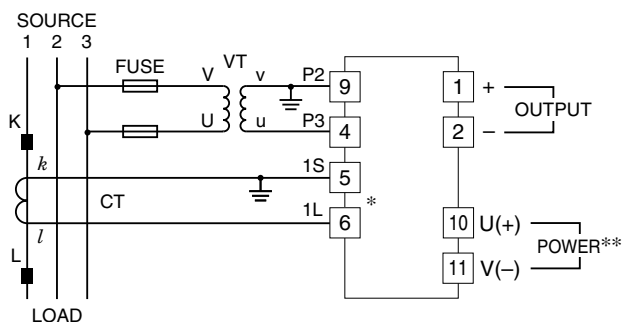 SOURCE
1 2 3
FUSE
VT
V v P2 9
1 +
OUTPUT
U u P3 4
2 −
K
k
1S 5
CT
*
l
1L 6
10 U(+)
POWER**
L
11 V(–)
LOAD